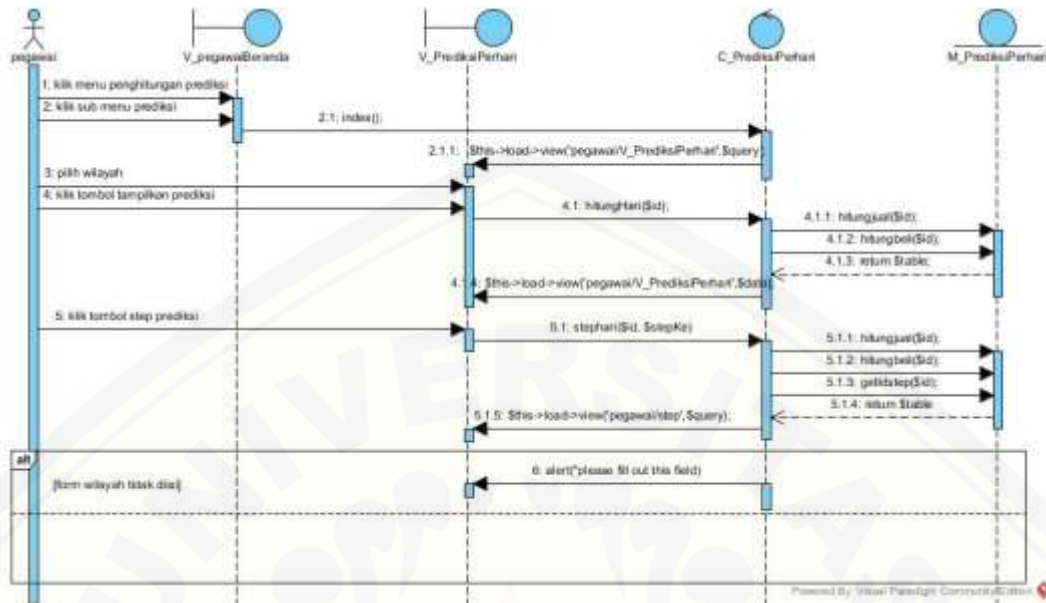 pegawai
V_pegawaiBeranda
V_PrediksiPerhari
C_PrediksiPerhari
M_PrediksiPerhari
1: klik menu penghitungan prediksi
2: klik sub menu prediksi
2.1: index();
2.1.1: $this->load->view('pegawai/V_PrediksiPerhari',$query);
3: pilih wilayah
4: klik tombol tampilkan prediksi
4.1: hitungHari($id);
4.1.1: hitungjual($id);
4.1.2: hitungbeli($id);
4.1.3: return $table;
4.1.4: $this->load->view('pegawai/V_PrediksiPerhari',$data)
5: klik tombol step prediksi
5.1: stephari($id, $stepKe)
5.1.1: hitungjual($id);
5.1.2: hitungbeli($id);
5.1.3: getIdstep($id);
5.1.4: return $table
5.1.5: $this->load->view('pegawai/step',$query);
alt
6: alert("please fill out this field)
[form wilayah tidak diisi]
UNIVERSITAS
Powered By Visual Paradigm Community Edition